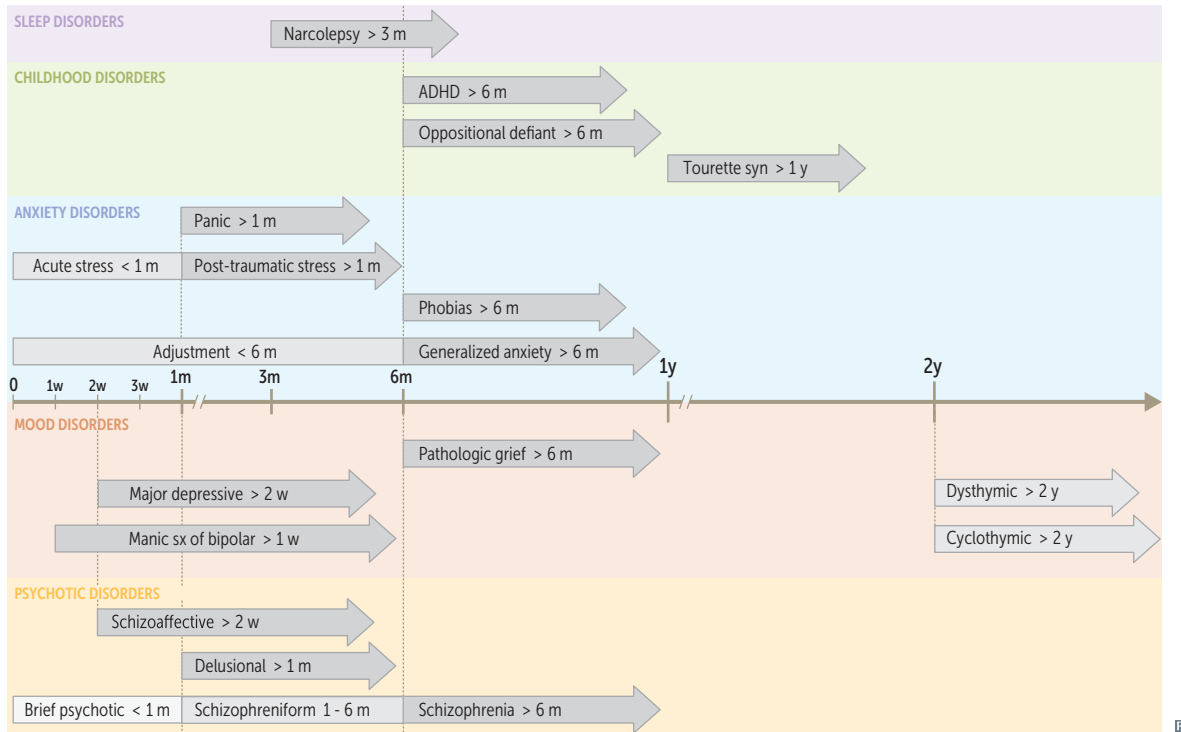 SLEEP DISORDERS
Narcolepsy > 3 m
CHILDHOOD DISORDERS
ADHD > 6 m
Oppositional defiant > 6 m
Tourette syn > 1 y
ANXIETY DISORDERS
Panic > 1 m
Acute stress < 1 m
Post-traumatic stress > 1 m
Phobias > 6 m
Adjustment < 6 m
Generalized anxiety > 6 m
0 1w 2w 3w 1m 3m 6m 1y 2y
MOOD DISORDERS
Pathologic grief > 6 m
Major depressive > 2 w
Dysthymic > 2 y
Manic sx of bipolar > 1 w
Cyclothymic > 2 y
PSYCHOTIC DISORDERS
Schizoaffective > 2 w
Delusional > 1 m
Brief psychotic < 1 m
Schizophreniform 1 - 6 m
Schizophrenia > 6 m